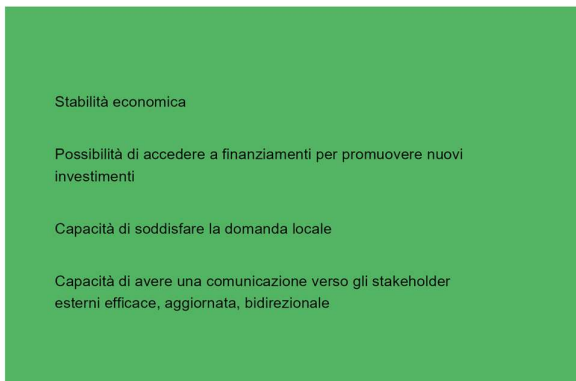 Stabilità economica
Possibilità di accedere a finanziamenti per promuovere nuovi
investimenti
Capacità di soddisfare la domanda locale
Capacità di avere una comunicazione verso gli stakeholder
esterni efficace, aggiornata, bidirezionale